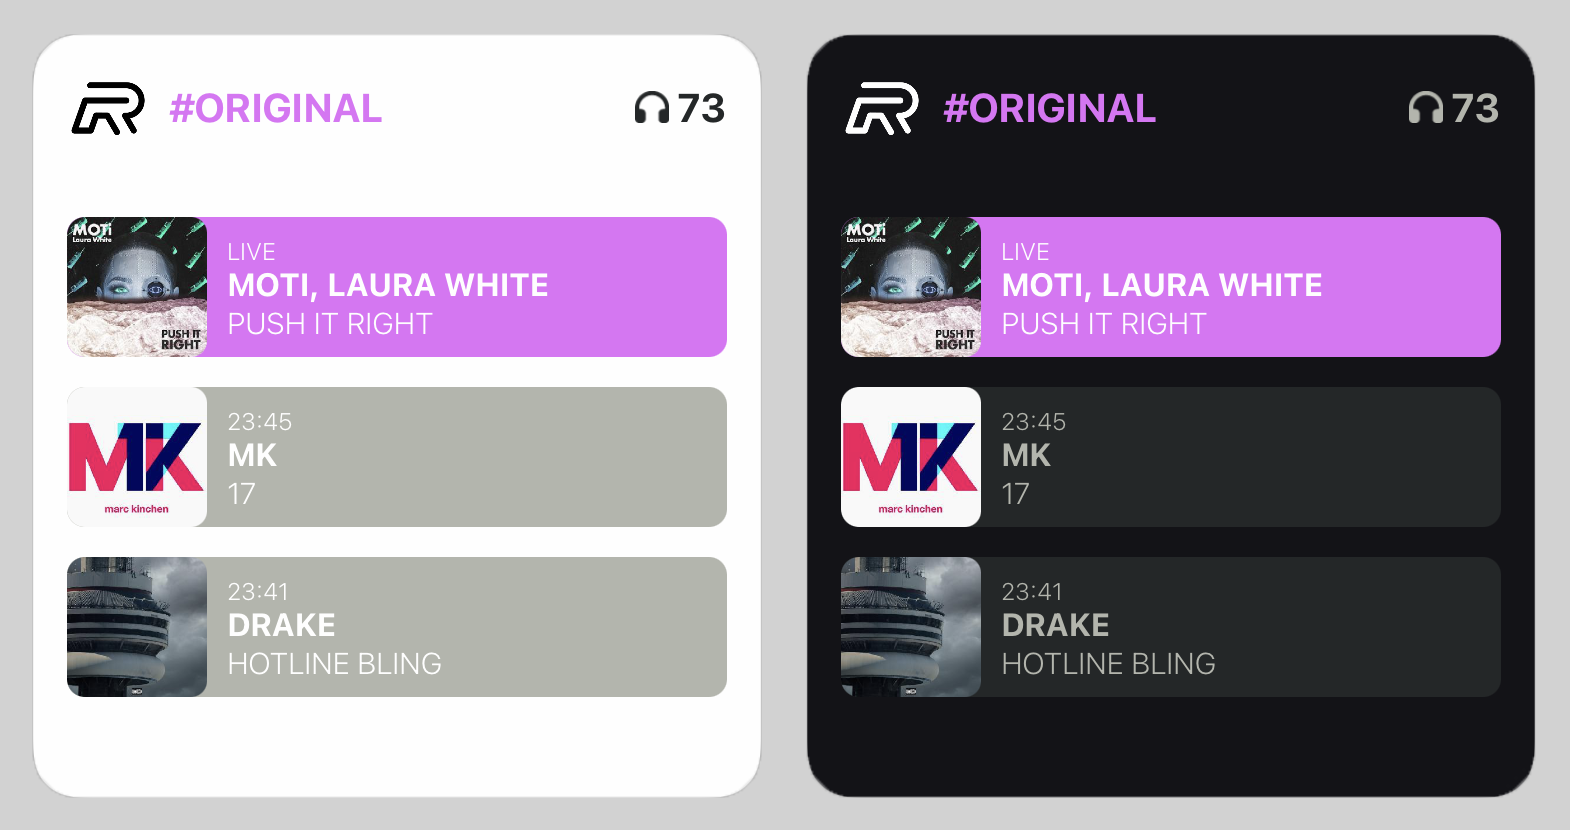 #ORIGINAL
73
MOTi
Laura White
PUSH IT
RIGHT
LIVE
MOTI, LAURA WHITE
PUSH IT RIGHT
MK
marc kinchen
23:45
MK
17
23:41
DRAKE
HOTLINE BLING
#ORIGINAL
73
MOTi
Laura White
PUSH IT
RIGHT
LIVE
MOTI, LAURA WHITE
PUSH IT RIGHT
MK
marc kinchen
23:45
MK
17
23:41
DRAKE
HOTLINE BLING